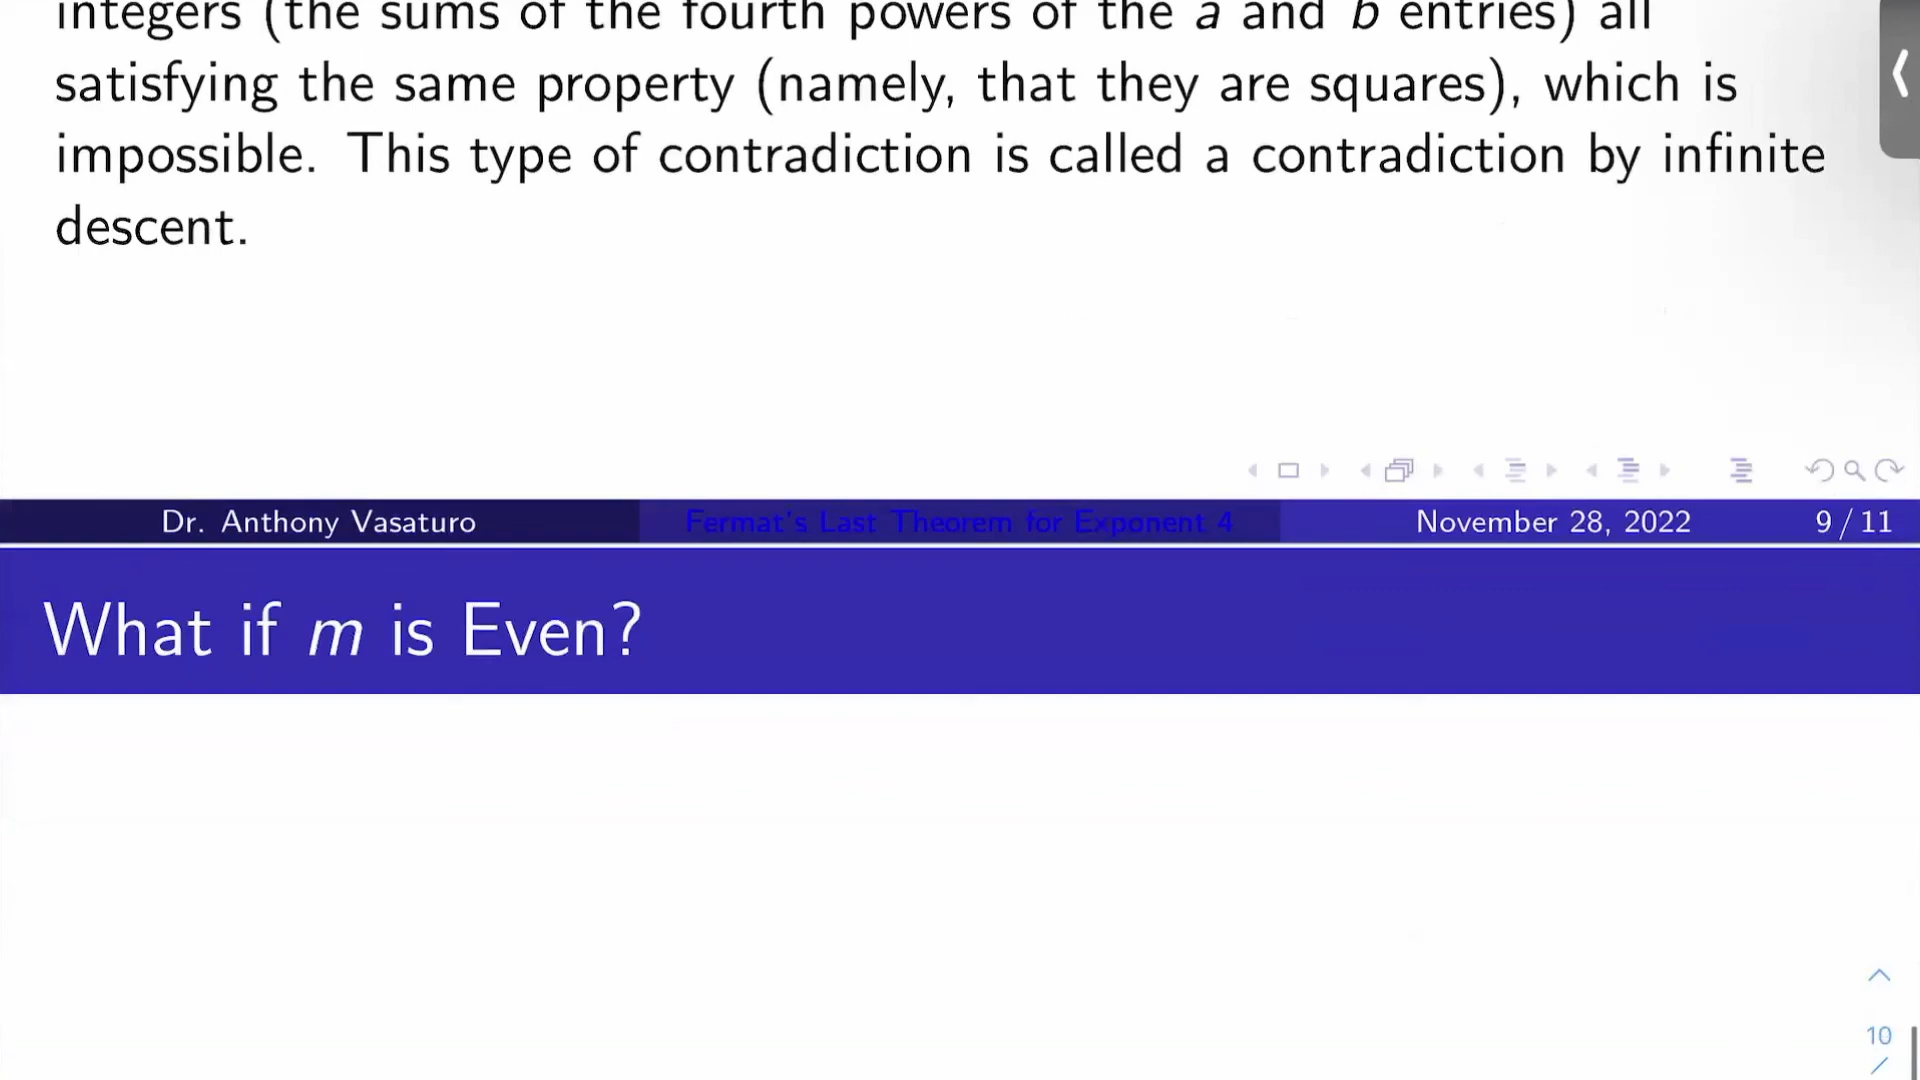 integers (the sums of the fourth powers of the a and b entries) all
satisfying the same property (namely, that they are squares), which is
impossible. This type of contradiction is called a contradiction by infinite
descent.
Dr. Anthony Vasaturo Fermat's Last Theorem for Exponent 4 November 28, 2022 9 / 11
What if m is Even?
10
/